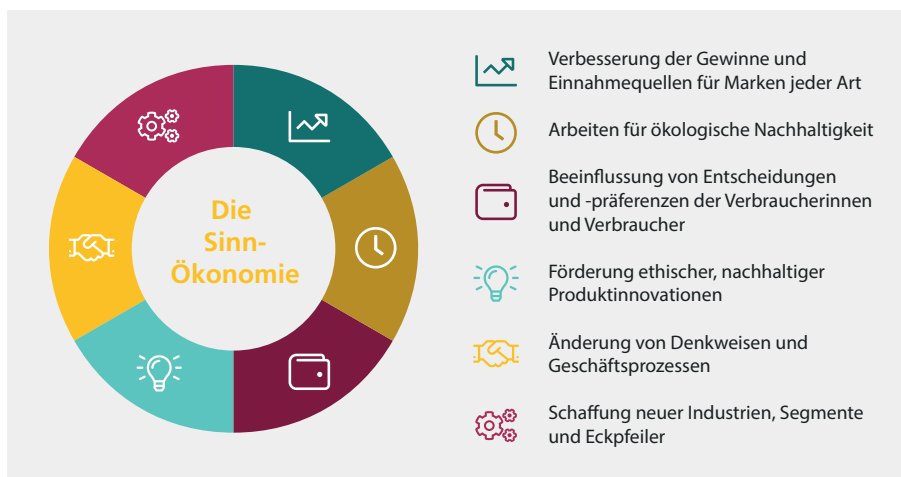 Die
Sinn-
Ökonomie
Verbesserung der Gewinne und
Einnahmequellen für Marken jeder Art
Arbeiten für ökologische Nachhaltigkeit
Beeinflussung von Entscheidungen
und -präferenzen der Verbraucherinnen
und Verbraucher
Förderung ethischer, nachhaltiger
Produktinnovationen
Änderung von Denkweisen und
Geschäftsprozessen
Schaffung neuer Industrien, Segmente
und Eckpfeiler